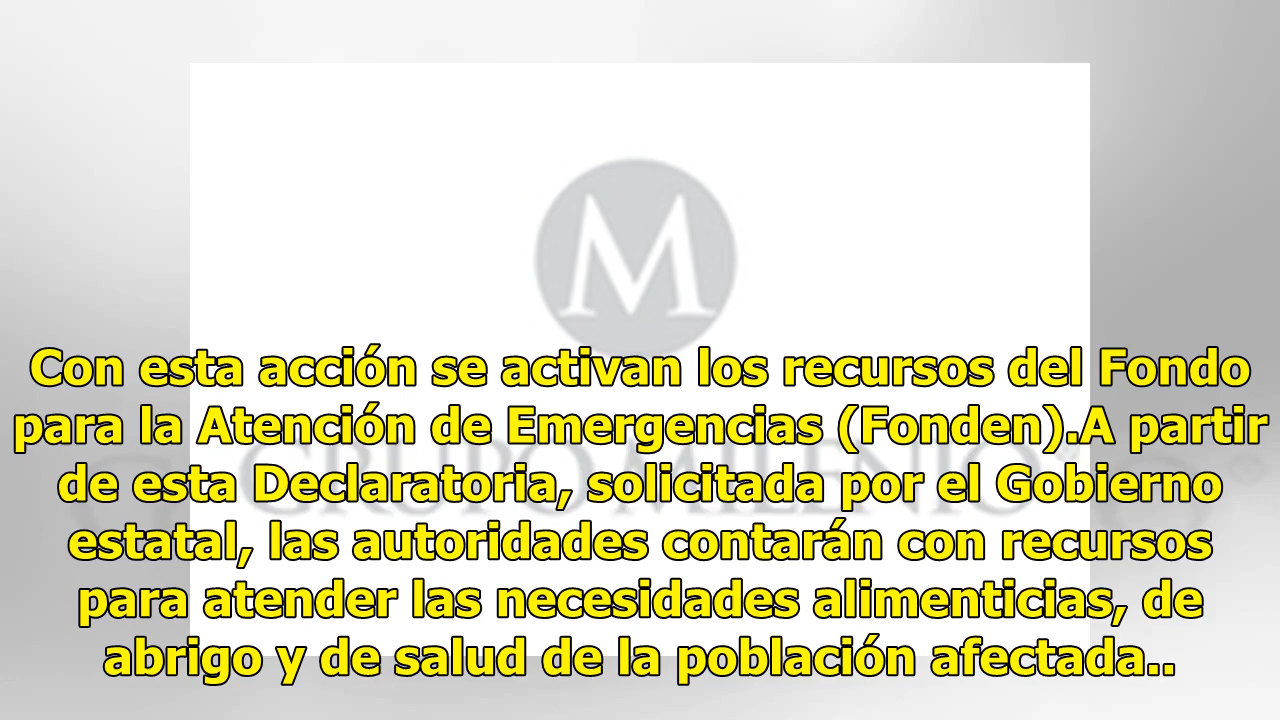 M
Con esta acción se activan los recursos del Fondo
para la Atención de Emergencias (Fonden).A partir
de esta Declaratoria, solicitada por el Gobierno
GRUPO MILENIO
estatal, las autoridades contarán con recursos
para atender las necesidades alimenticias, de
abrigo y de salud de la población afectada..